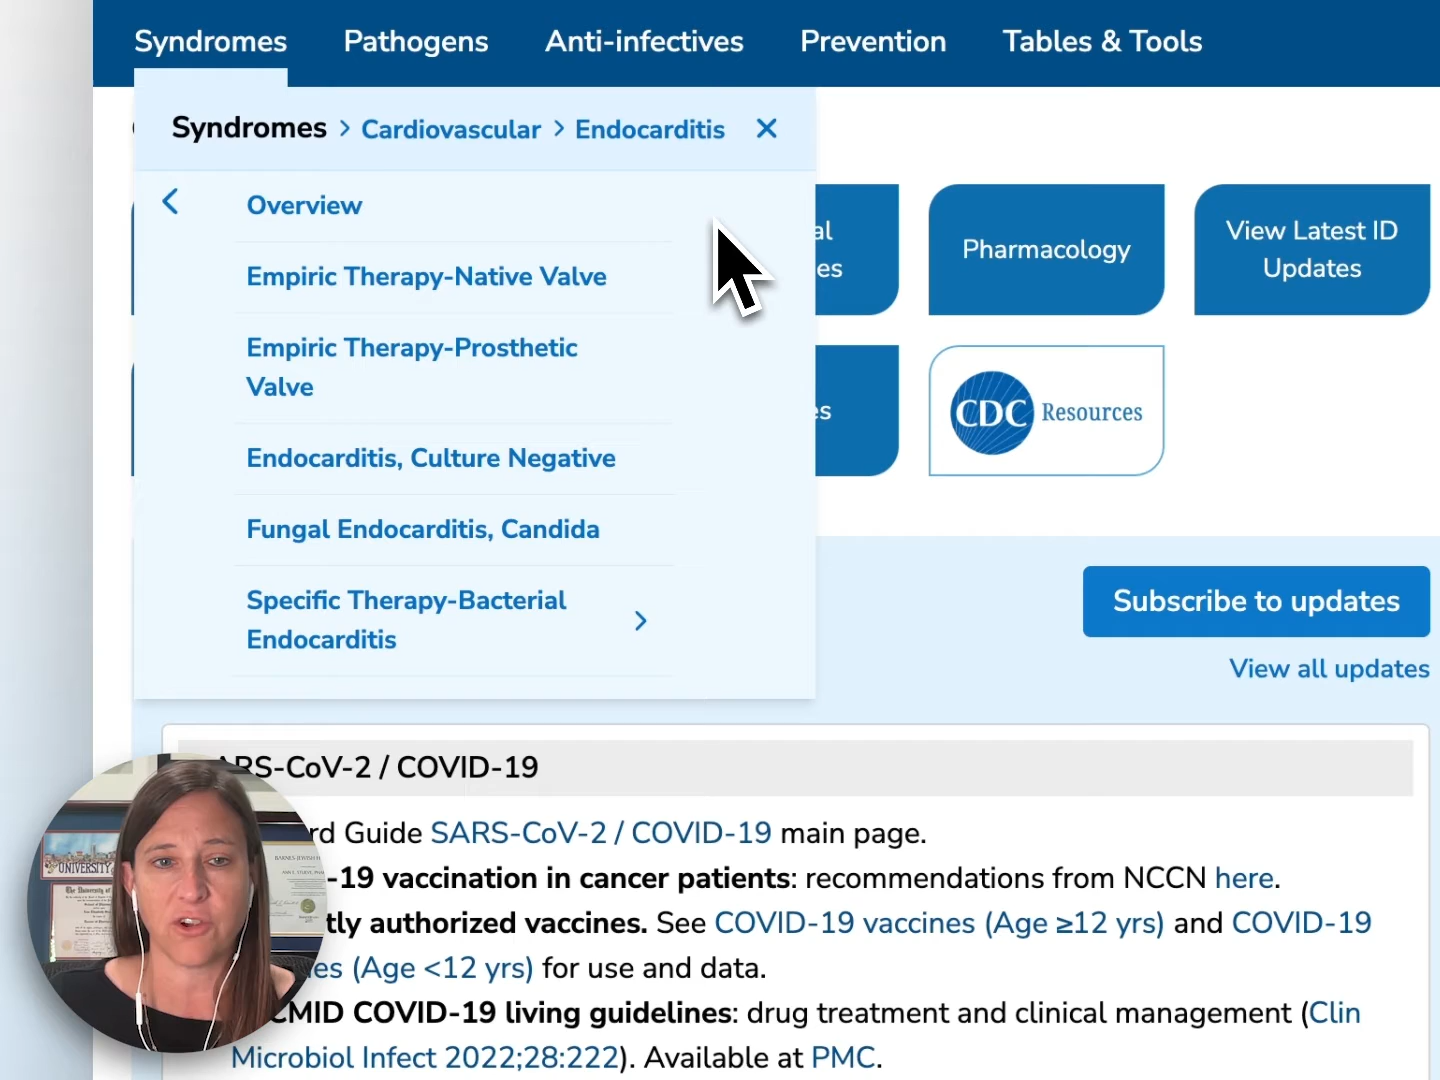 Syndromes Pathogens Anti-infectives Prevention Tables & Tools
Syndromes > Cardiovascular > Endocarditis ×
Overview
Empiric Therapy-Native Valve
Empiric Therapy-Prosthetic
Valve
Endocarditis, Culture Negative
Fungal Endocarditis, Candida
Specific Therapy-Bacterial
Endocarditis
al
es
Pharmacology
View Latest ID
Updates
es
CDC Resources
Subscribe to updates
View all updates
ARS-CoV-2 / COVID-19
rd Guide SARS-CoV-2 / COVID-19 main page.
-19 vaccination in cancer patients: recommendations from NCCN here.
tly authorized vaccines. See COVID-19 vaccines (Age ≥12 yrs) and COVID-19
es (Age <12 yrs) for use and data.
CMID COVID-19 living guidelines: drug treatment and clinical management (Clin
Microbiol Infect 2022;28:222). Available at PMC.
UNIVERSITY